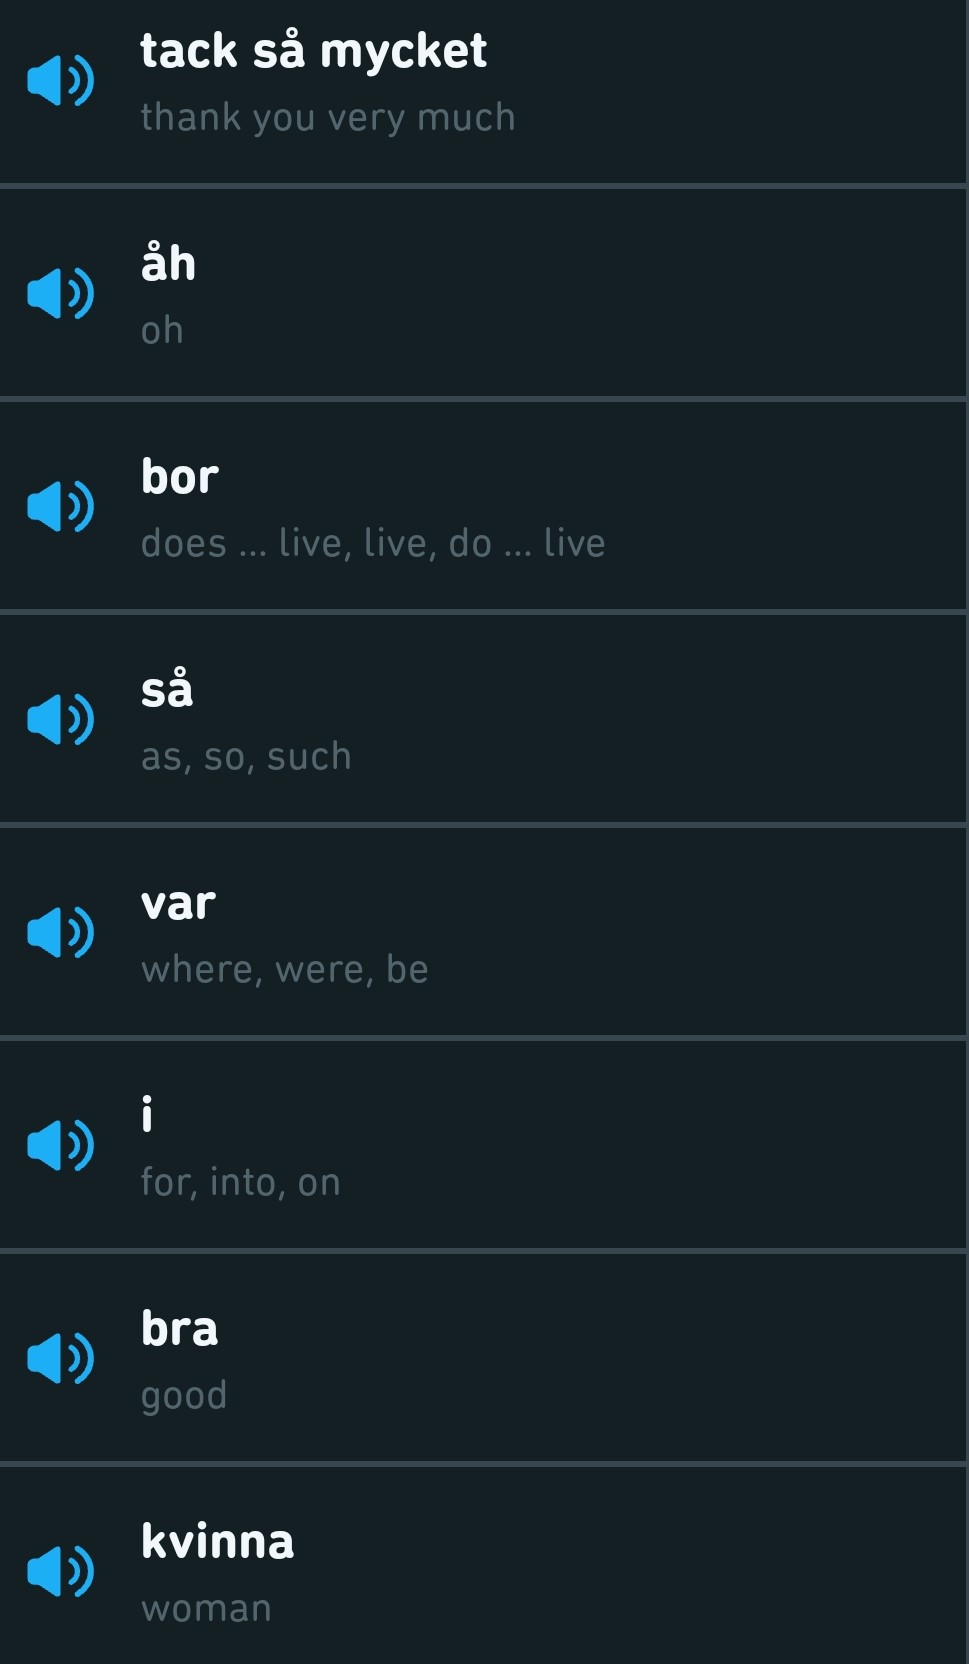 tack så mycket
thank you very much
åh
oh
bor
does ... live, live, do ... live
så
as, so, such
var
where, were, be
i
for, into, on
bra
good
kvinna
woman